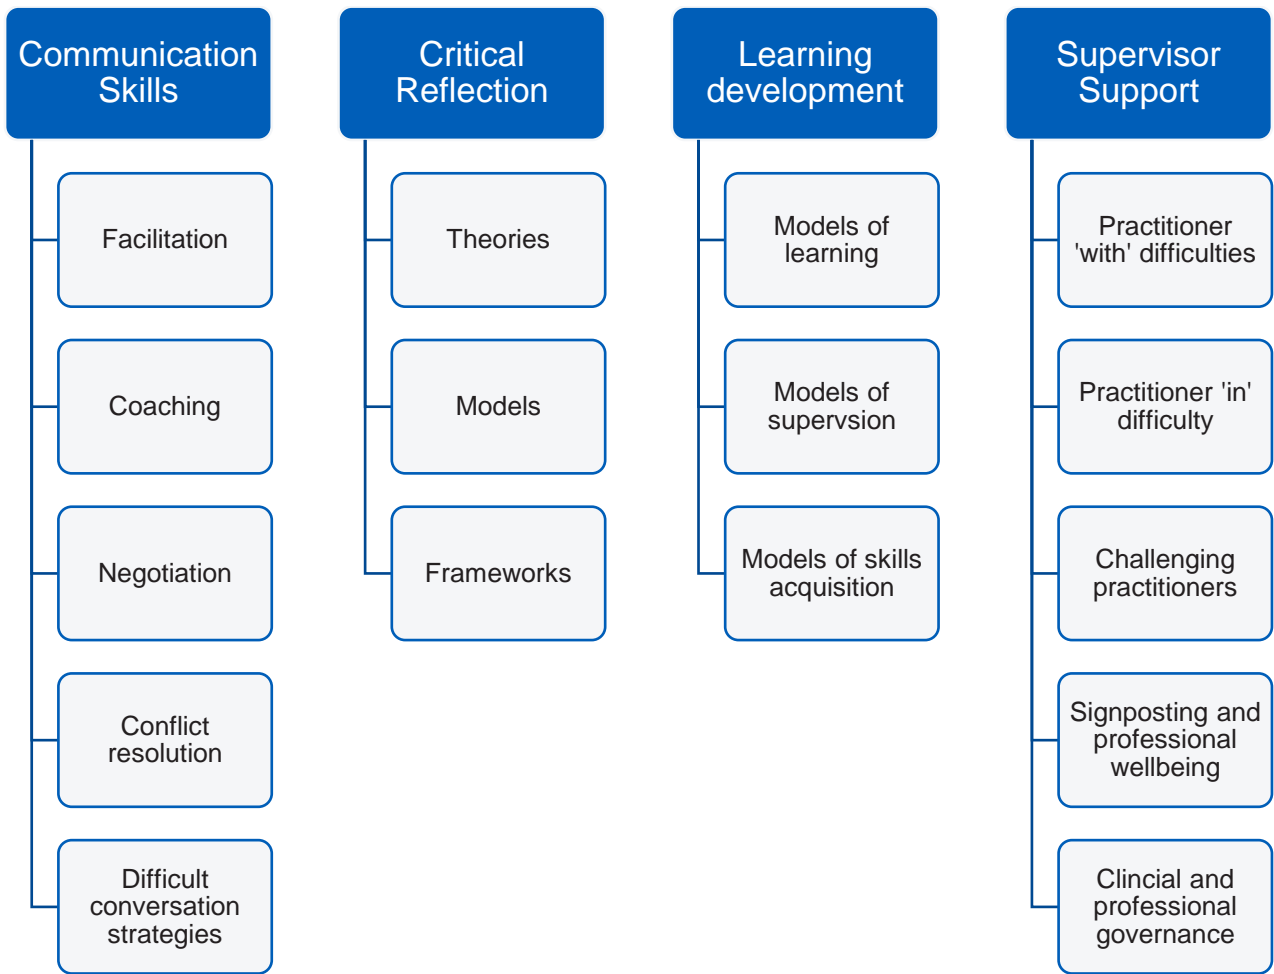 Communication
Skills
Facilitation
Coaching
Negotiation
Conflict
resolution
Difficult
conversation
strategies
Critical
Reflection
Theories
Models
Frameworks
Learning
development
Models of
learning
Models of
supervsion
Models of skills
acquisition
Supervisor
Support
Practitioner
'with' difficulties
Practitioner 'in'
difficulty
Challenging
practitioners
Signposting and
professional
wellbeing
Clincial and
professional
governance